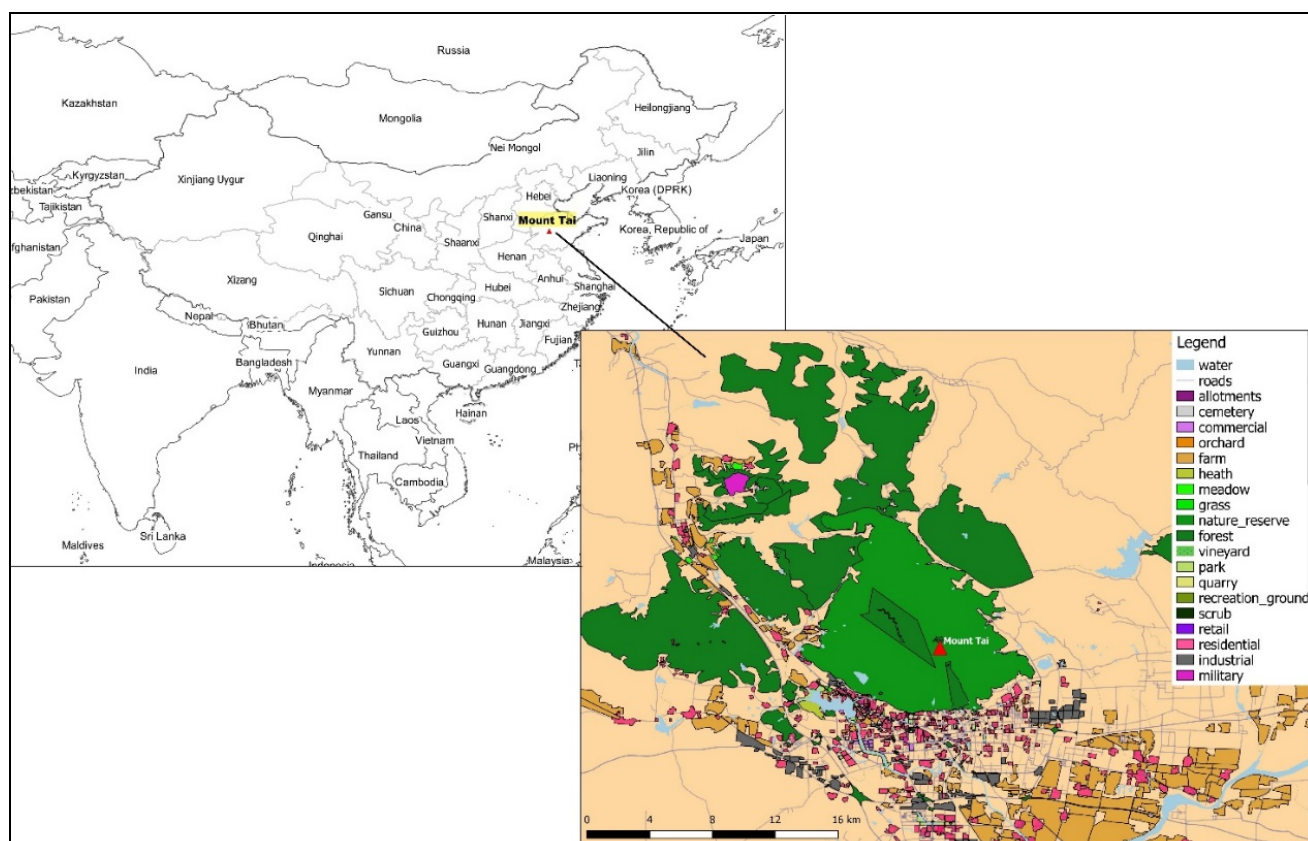 Russia
Kazakhstan
Mongolia
Heilongjiang
Jilin
Nei Mongol
Liaoning
Kyrgyzstan
Xinjiang Uygur
zbekistan
Tajikistan
Korea (DPRK)
Hebei
Gansu
China
Shanxi
Mount Tai
fghanistan
Qinghai
Shaanxi
Korea, Republic of
Japan
Henan
Xizang
Anhui
Shanghai
Pakistan
Sichuan
Chongqing
Hubei
Zhejiang
Nepal
Bhutan
Guizhou
Hunan
Jiangxi
Fujian
Yunnan
Bangladesh
Guangxi
Guangdong
Ta
India
Myanmar
Hainan
Laos
Vietnam
Thailand
Ph
Cambodia
Sri Lanka
Maldives
Malaysia
Indonesia
Legend
water
roads
allotments
cemetery
commercial
orchard
farm
heath
meadow
grass
nature_reserve
forest
vineyard
park
quarry
recreation_ground
scrub
retail
residential
industrial
military
Mount Tai
0 4 8 12 16 km